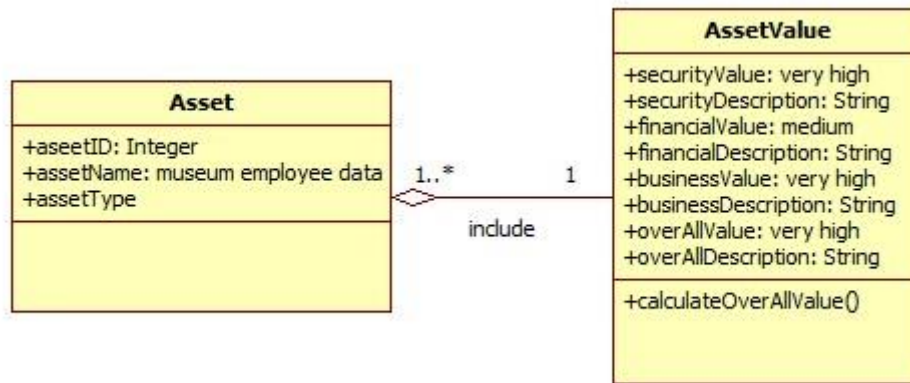 Asset
+aseetID: Integer
+assetName: museum employee data
+assetType
1..*
1
include
AssetValue
+securityValue: very high
+securityDescription: String
+financialValue: medium
+financialDescription: String
+businessValue: very high
+businessDescription: String
+overAllValue: very high
+overAllDescription: String
+calculateOverAllValue()